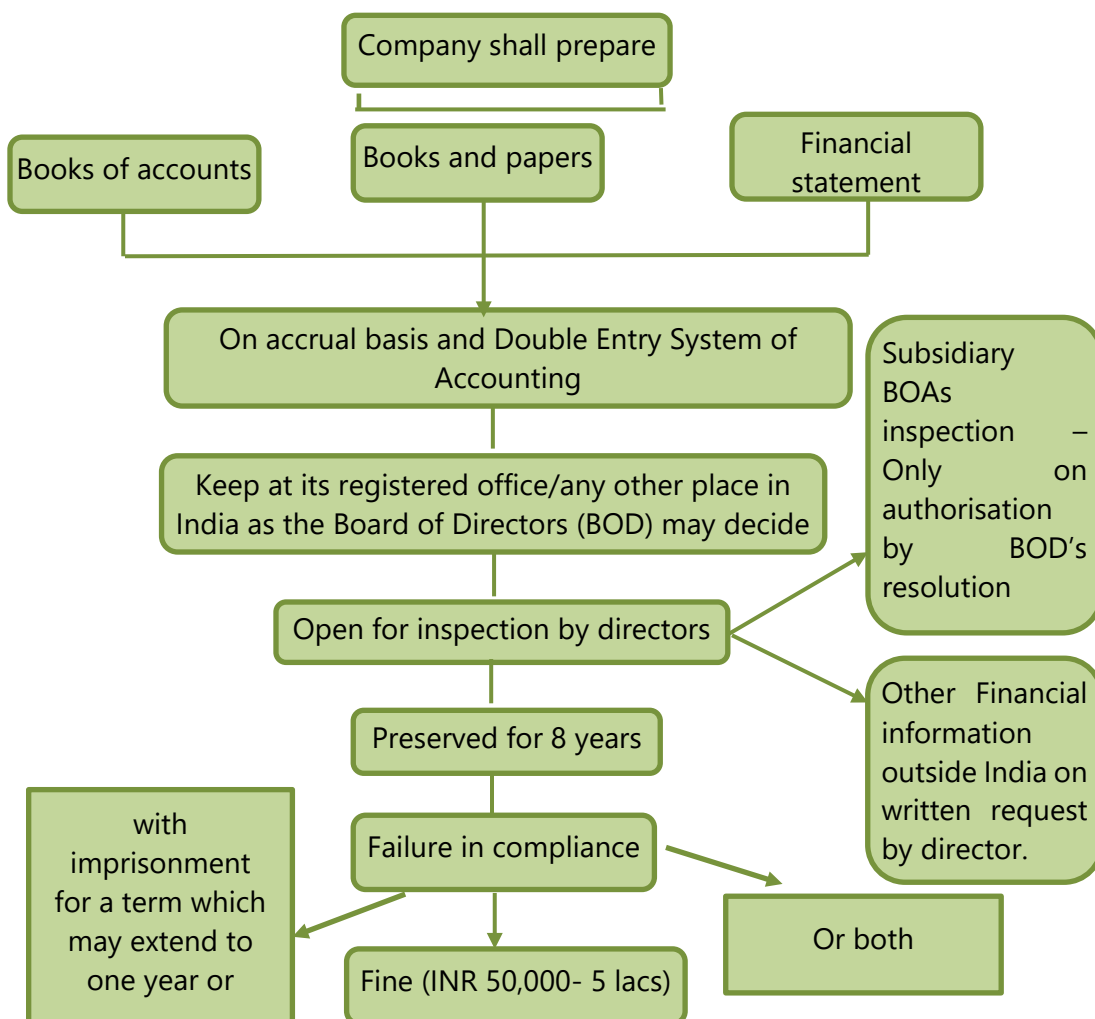 Company shall prepare
Books of accounts
Books and papers
Financial
statement
On accrual basis and Double Entry System of
Accounting
Keep at its registered office/any other place in
India as the Board of Directors (BOD) may decide
Open for inspection by directors
Subsidiary
BOAs
inspection –
Only on
authorisation
by BOD’s
resolution
Other Financial
information
outside India on
written request
by director.
Preserved for 8 years
Failure in compliance
with
imprisonment
for a term which
may extend to
one year or
Fine (INR 50,000- 5 lacs)
Or both